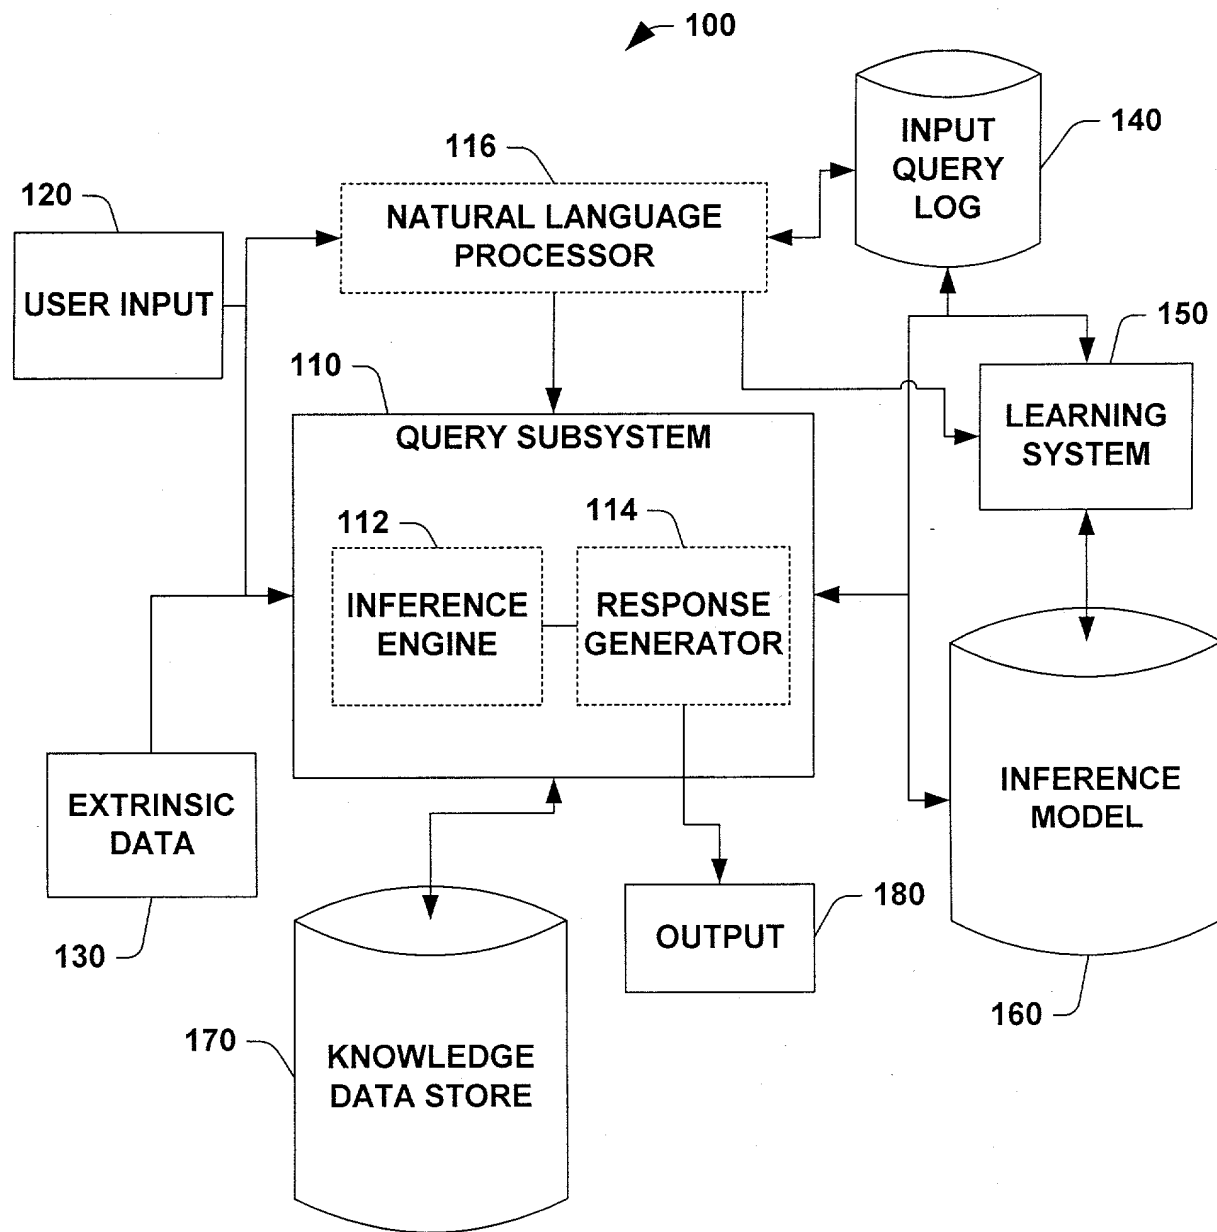 100
INPUT
QUERY
LOG
140
116
NATURAL LANGUAGE
PROCESSOR
120
USER INPUT
150
LEARNING
SYSTEM
110
QUERY SUBSYSTEM
112
INFERENCE
ENGINE
114
RESPONSE
GENERATOR
EXTRINSIC
DATA
130
INFERENCE
MODEL
160
OUTPUT
180
170
KNOWLEDGE
DATA STORE